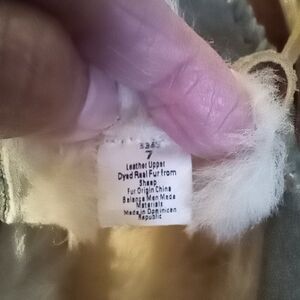 7
Leather Upper
Dyed Real Fur from
Sheep
Fur Origin China
Balance Man Made
Materials
Made in Dominican
Republic